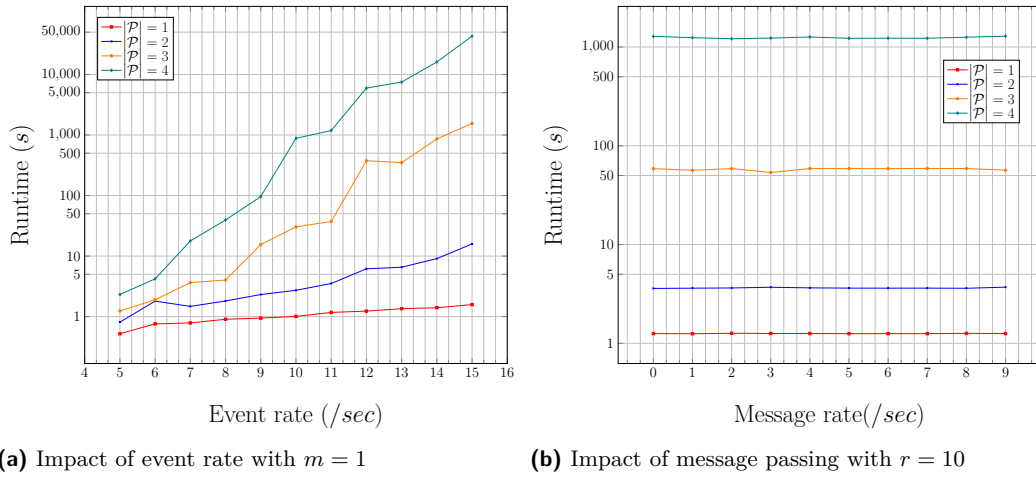 50,000
10,000
5,000
1,000
500
100
50
10
5
1
Runtime (s)
|P| = 1
|P| = 2
|P| = 3
|P| = 4
4 5 6 7 8 9 10 11 12 13 14 15 16
Event rate (/sec)
(a) Impact of event rate with m = 1
1,000
500
100
50
10
5
1
Runtime (s)
|P| = 1
|P| = 2
|P| = 3
|P| = 4
0 1 2 3 4 5 6 7 8 9
Message rate(/sec)
(b) Impact of message passing with r = 10